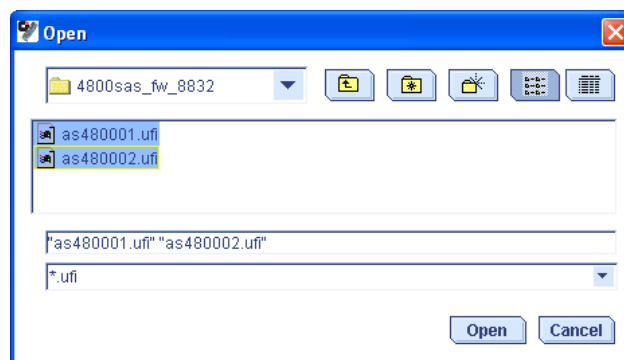 Open
4800sas_fw_8832
as480001.ufi
as480002.ufi
"as480001.ufi" "as480002.ufi"
*.ufi
Open Cancel